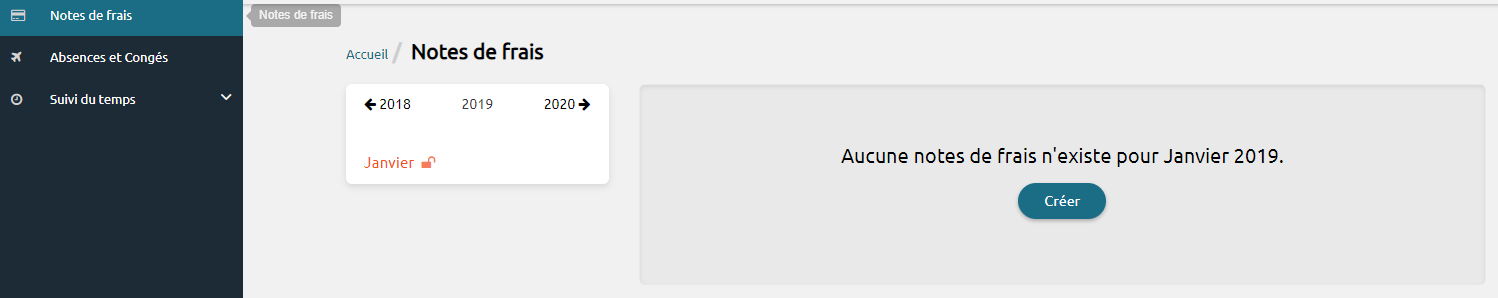 Notes de frais
Notes de frais
Absences et Congés
Suivi du temps
Accueil / Notes de frais
2018 2019 2020
Janvier
Aucune notes de frais n'existe pour Janvier 2019.
Créer